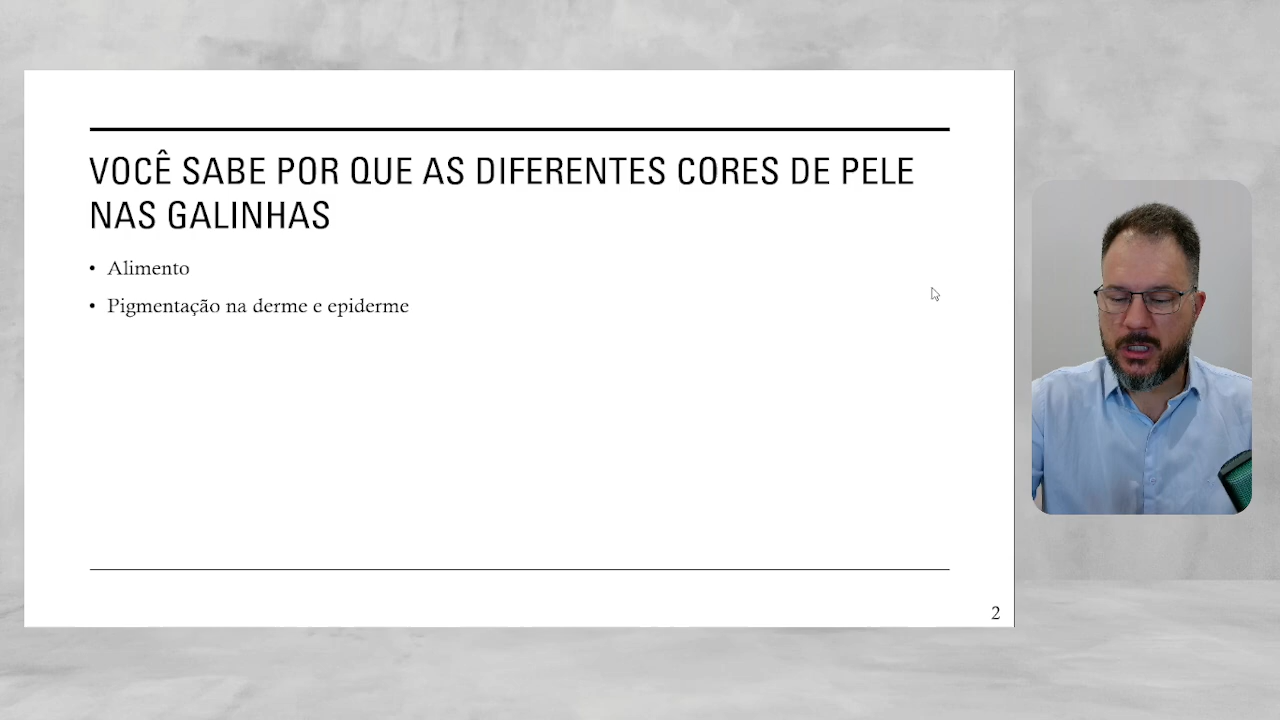 VOCÊ SABE POR QUE AS DIFERENTES CORES DE PELE
NAS GALINHAS
• Alimento
• Pigmentação na derme e epiderme
2